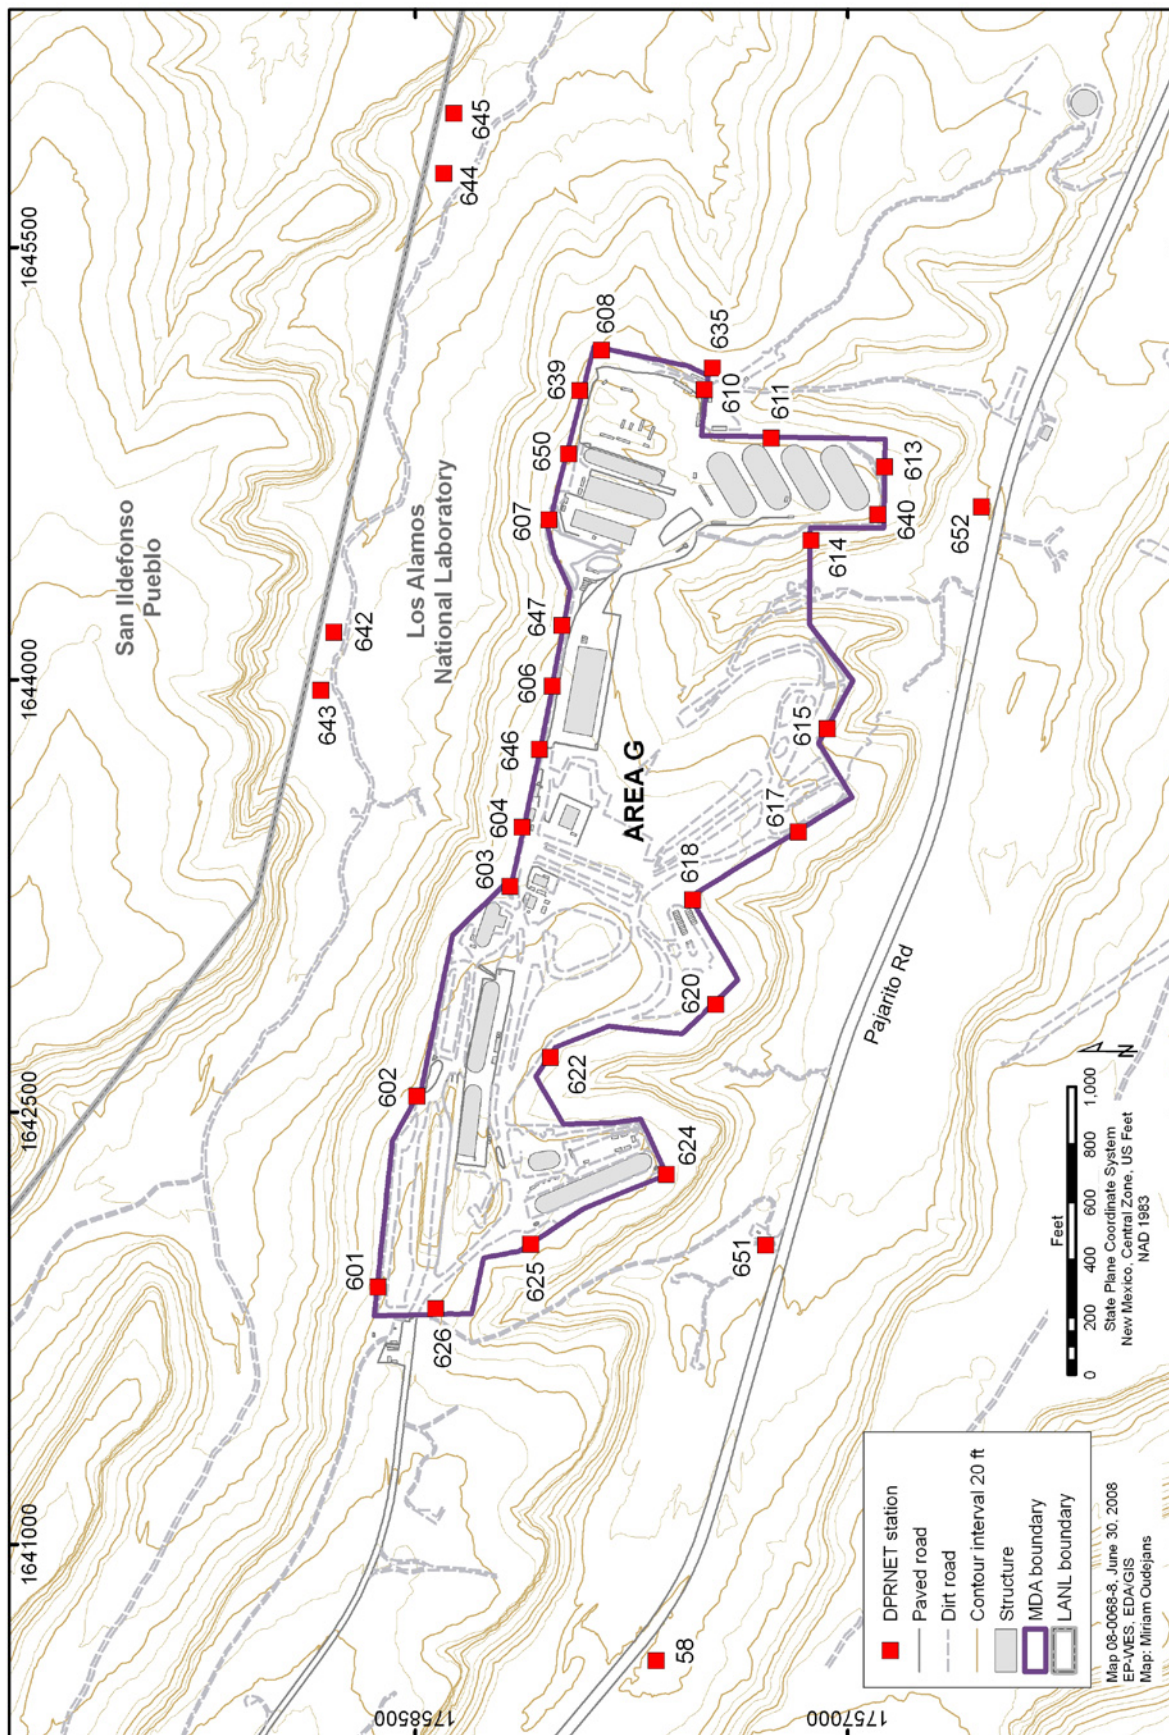 1641000
1642500
1644000
1645500
1758500
1757000
San Ildefonso
Pueblo
Los Alamos
National Laboratory
AREA G
Pajarito Rd
601
602
603
604
646
606
647
607
650
639
608
635
610
611
613
640
614
615
617
618
620
622
624
625
626
642
643
644
645
651
652
58
DPRNET station
Paved road
Dirt road
Contour interval 20 ft
Structure
MDA boundary
LANL boundary
Map 08-0068-8, June 30, 2008
EP-WES, EDA/GIS
Map: Miriam Oudejans
Feet
0 200 400 600 800 1,000
State Plane Coordinate System
New Mexico, Central Zone, US Feet
NAD 1983
N